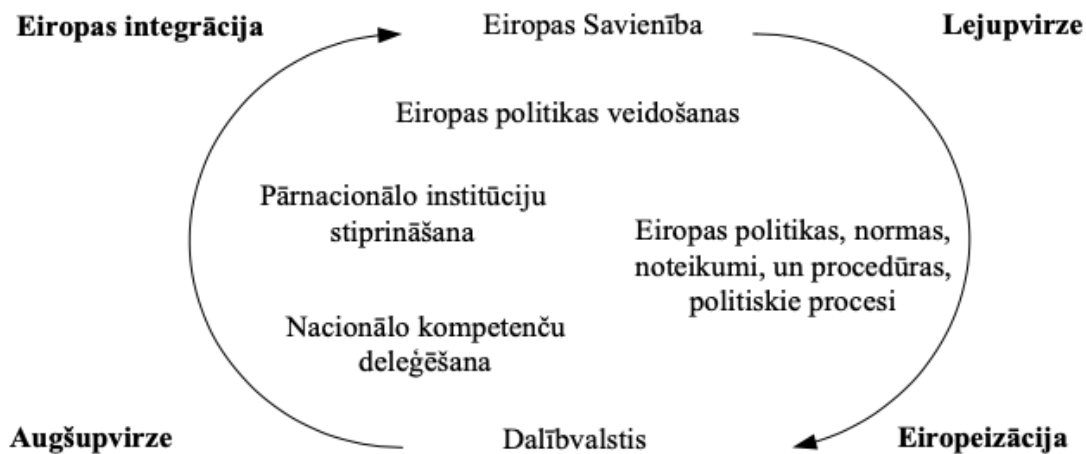 Eiropas integrācija
Eiropas Savienība
Lejupvirze
Eiropas politikas veidošanas
Pārnacionālo institūciju
stiprināšana
Eiropas politikas, normas,
noteikumi, un procedūras,
politiskie procesi
Nacionālo kompetenču
deleģēšana
Augšupvirze
Dalībvalstis
Eiropeizācija